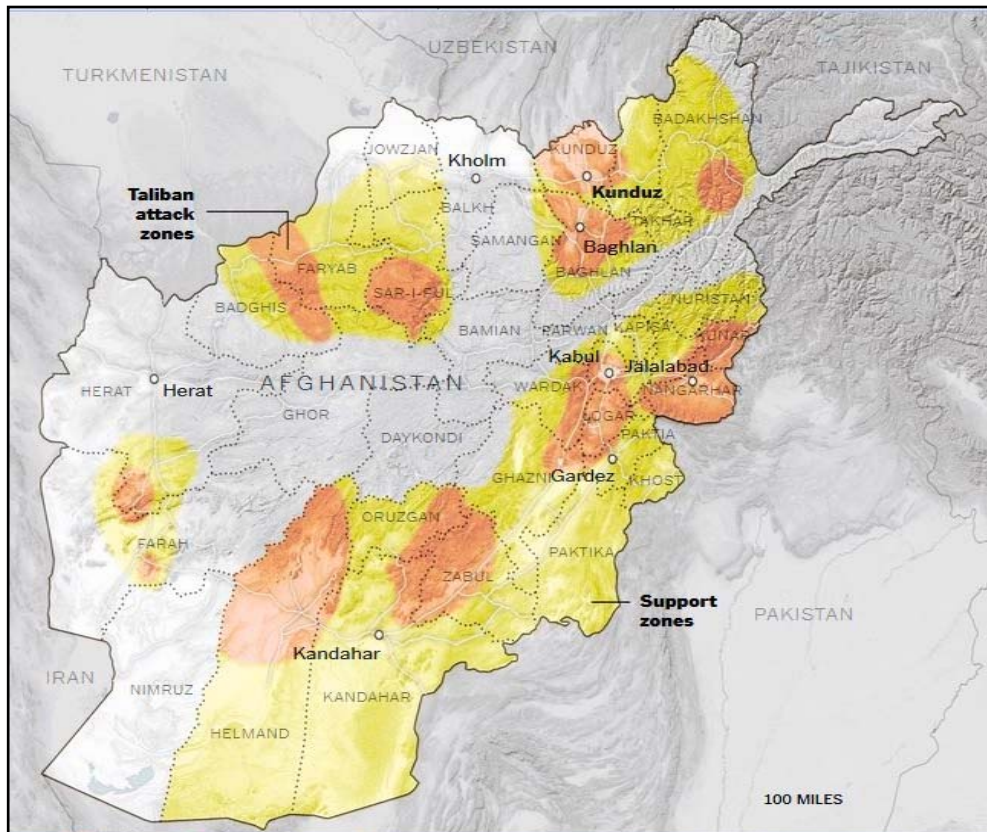 UZBEKISTAN
TURKMENISTAN
TAJIKISTAN
BADAKHSHAN
JOWZJAN
KUNDUZ
Kholm
Kunduz
Taliban
attack
zones
BALKH
TAKHAR
SAMANGAN
Baghlan
FARYAB
BAGHLAN
SAR-I-PUL
BADGHIS
NURISTAN
BAMIAN
PARWAN
KAPISA
KUNAR
Kabul
Jalalabad
HERAT
Herat
AFGHANISTAN
WARDAK
NANGARHAR
GHOR
LOGAR
DAYKONDI
PAKTIA
GHAZNI
Gardez
KHOST
ORUZGAN
FARAH
PAKTIKA
ZABUL
Support
zones
PAKISTAN
Kandahar
IRAN
NIMRUZ
KANDAHAR
HELMAND
100 MILES